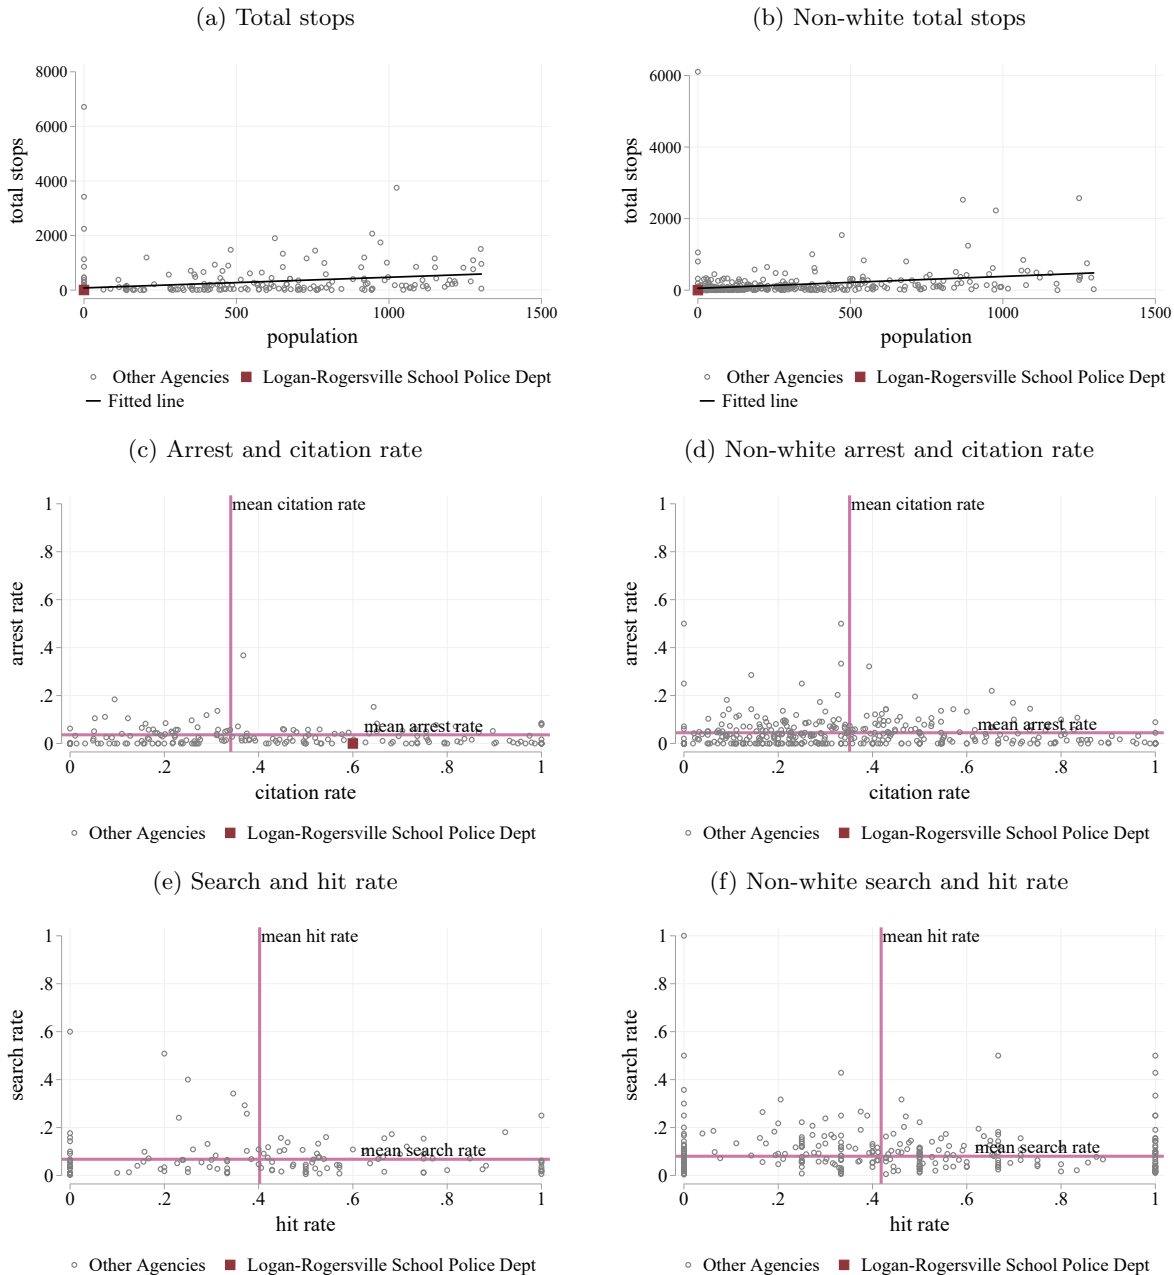 (a) Total stops
(b) Non-white total stops
total stops
8000
6000
4000
2000
0
0 500 1000 1500
population
○ Other Agencies ■ Logan-Rogersville School Police Dept
— Fitted line
total stops
6000
4000
2000
0
0 500 1000 1500
population
○ Other Agencies ■ Logan-Rogersville School Police Dept
— Fitted line
(c) Arrest and citation rate
(d) Non-white arrest and citation rate
mean citation rate
arrest rate
1
.8
.6
.4
.2
0
mean arrest rate
0 .2 .4 .6 .8 1
citation rate
○ Other Agencies ■ Logan-Rogersville School Police Dept
mean citation rate
arrest rate
1
.8
.6
.4
.2
0
mean arrest rate
0 .2 .4 .6 .8 1
citation rate
○ Other Agencies ■ Logan-Rogersville School Police Dept
(e) Search and hit rate
(f) Non-white search and hit rate
mean hit rate
search rate
1
.8
.6
.4
.2
0
mean search rate
0 .2 .4 .6 .8 1
hit rate
○ Other Agencies ■ Logan-Rogersville School Police Dept
mean hit rate
search rate
1
.8
.6
.4
.2
0
mean search rate
0 .2 .4 .6 .8 1
hit rate
○ Other Agencies ■ Logan-Rogersville School Police Dept